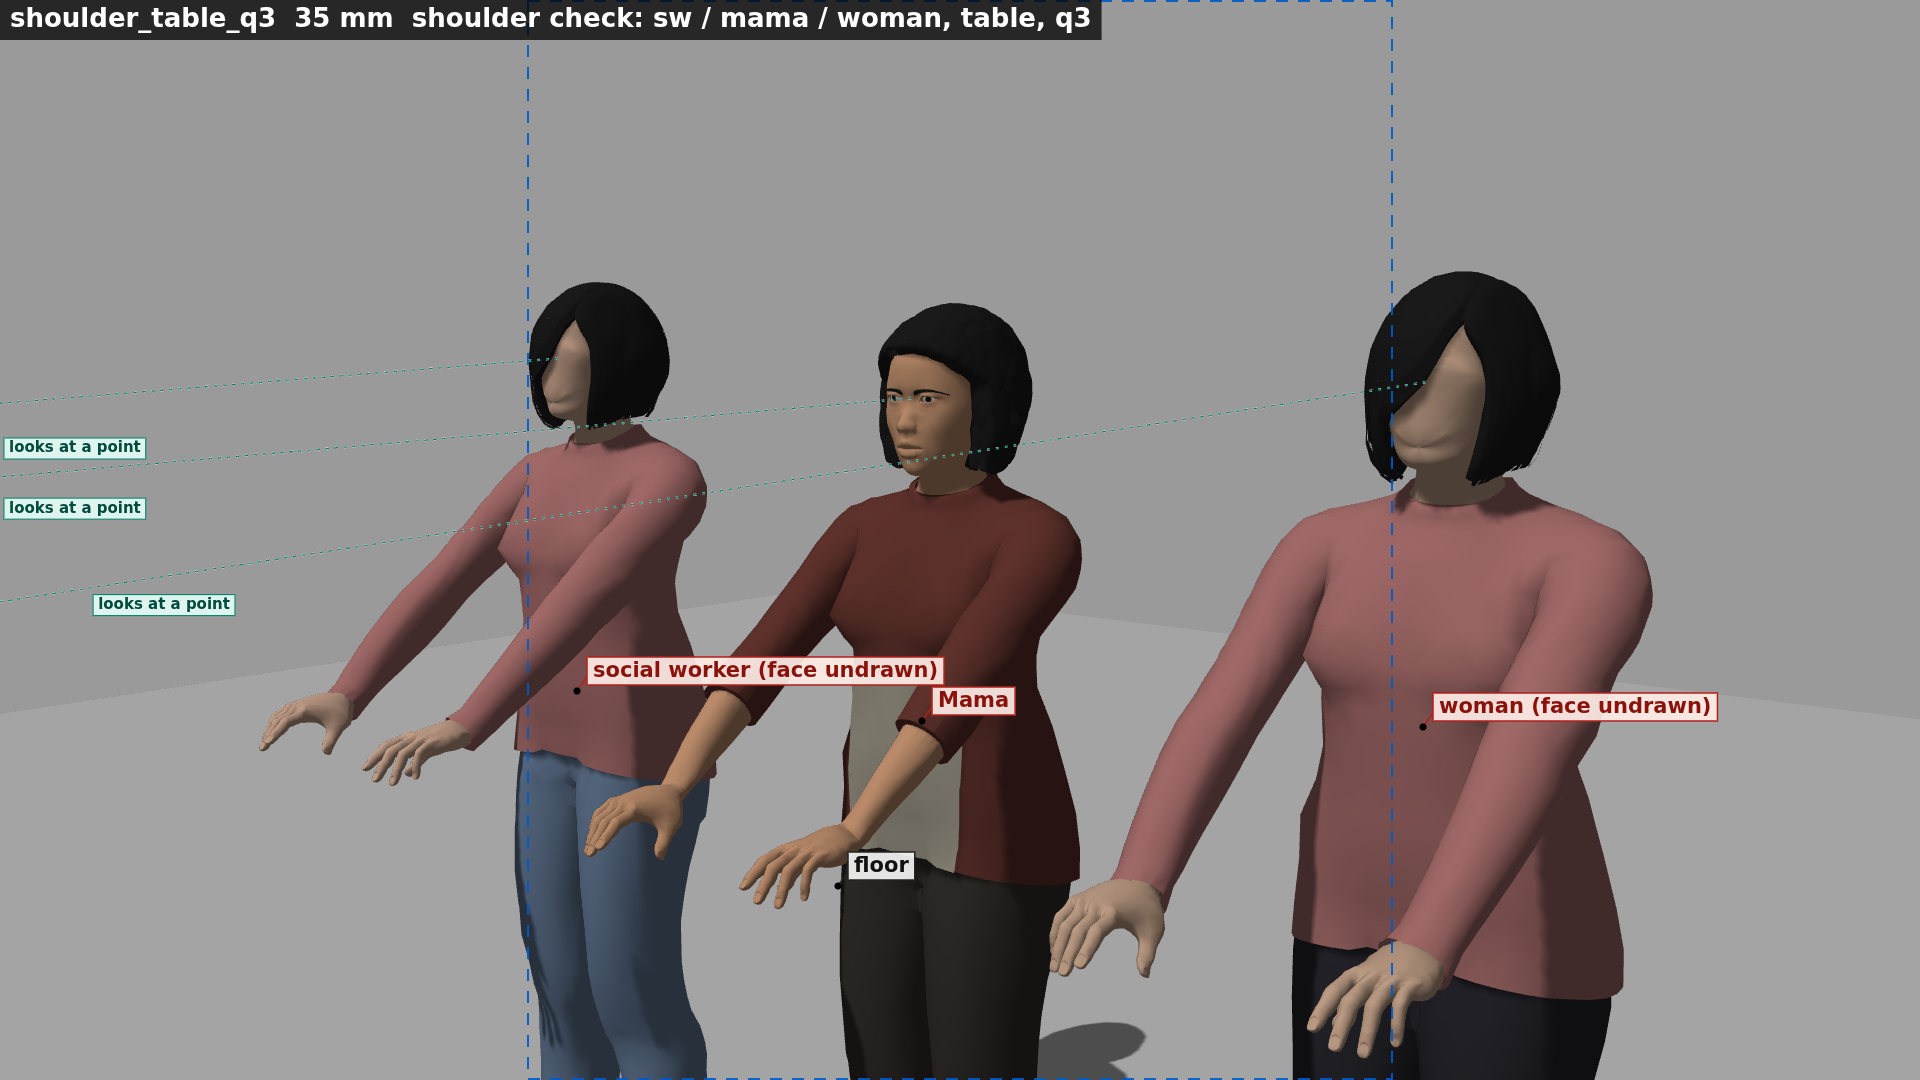 shoulder_table_q3  35 mm  shoulder check: sw / mama / woman, table, q3
looks at a point
looks at a point
looks at a point
social worker (face undrawn)
Mama
woman (face undrawn)
floor